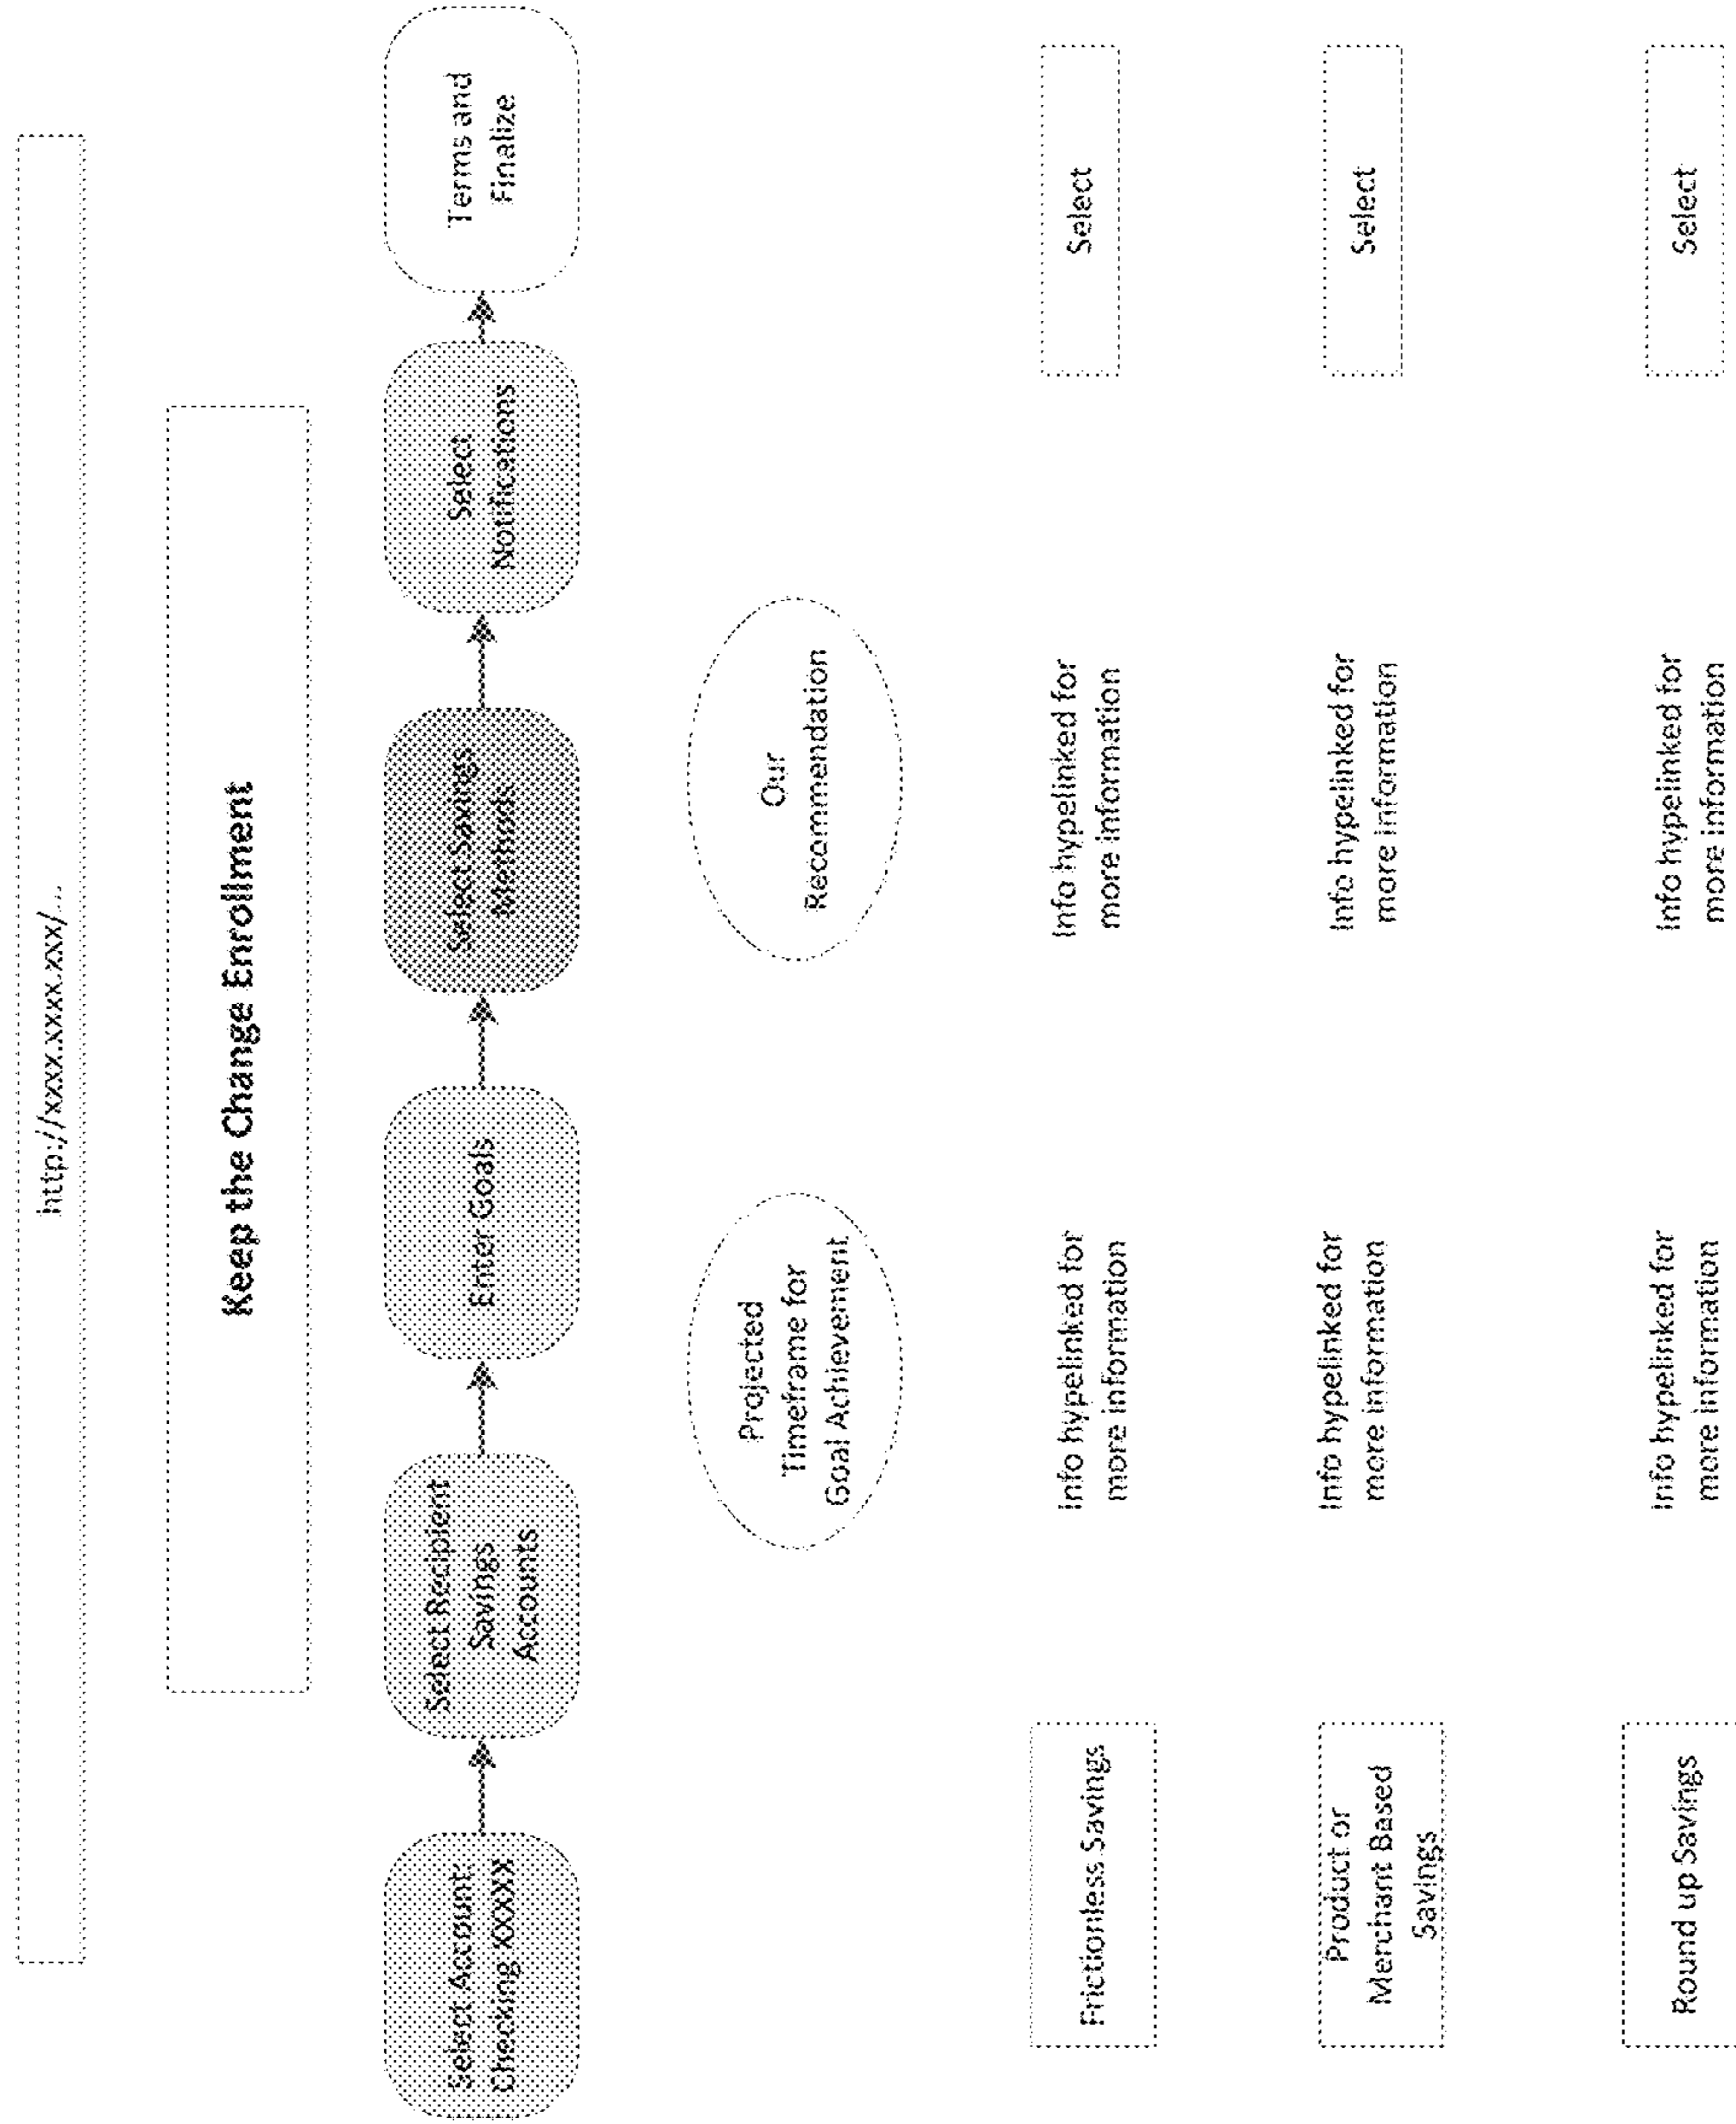 http://xxxx.xxxx.xxx/...
Keep the Change Enrollment
Select Account
Checking XXXXX
Select Recipient
Savings
Accounts
Enter Goals
Select Savings
Methods
Select
Notifications
Terms and
Finalize
Projected
Timeframe for
Goal Achievement
Our
Recommendation
Frictionless Savings
Info hypelinked for
more information
Info hypelinked for
more information
Select
Product or
Merchant Based
Savings
Info hypelinked for
more information
Info hypelinked for
more information
Select
Round up Savings
Info hypelinked for
more information
Info hypelinked for
more information
Select